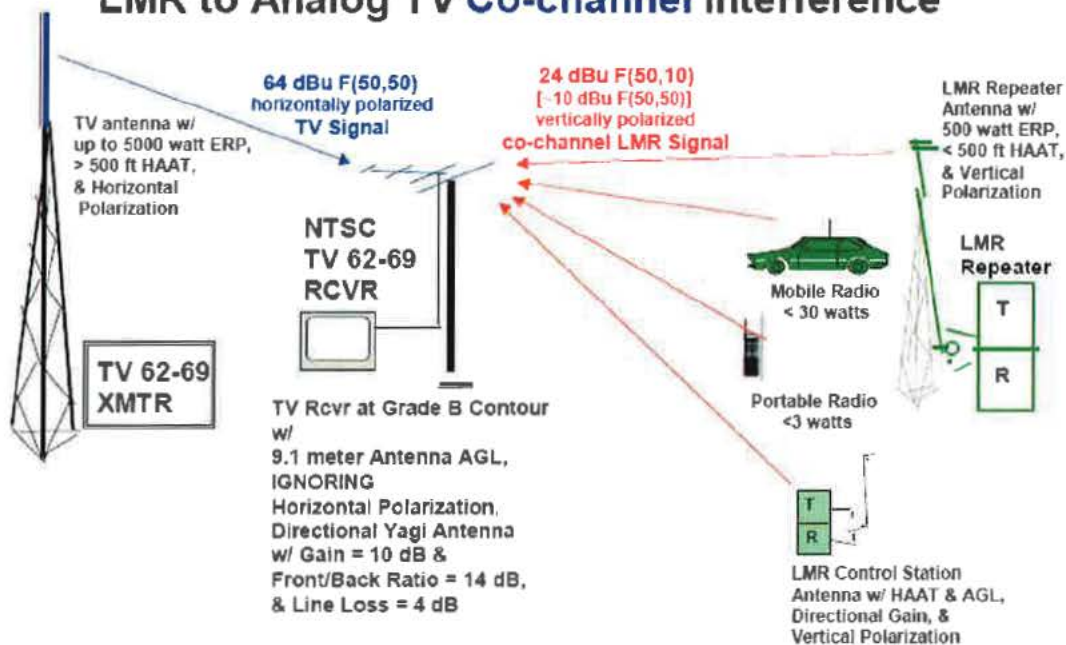 LMR to Analog TV Co-channel Interference
64 dBu F(50,50)
horizontally polarized
TV Signal
24 dBu F(50,10)
[~10 dBu F(50,50)]
vertically polarized
co-channel LMR Signal
TV antenna w/
up to 5000 watt ERP,
> 500 ft HAAT,
& Horizontal
Polarization
LMR Repeater
Antenna w/
500 watt ERP,
< 500 ft HAAT,
& Vertical
Polarization
NTSC
TV 62-69
RCVR
LMR
Repeater
T
R
Mobile Radio
< 30 watts
TV 62-69
XMTR
Portable Radio
<3 watts
TV Rcvr at Grade B Contour
w/
9.1 meter Antenna AGL,
IGNORING
Horizontal Polarization,
Directional Yagi Antenna
w/ Gain = 10 dB &
Front/Back Ratio = 14 dB,
& Line Loss = 4 dB
T
R
LMR Control Station
Antenna w/ HAAT & AGL,
Directional Gain, &
Vertical Polarization